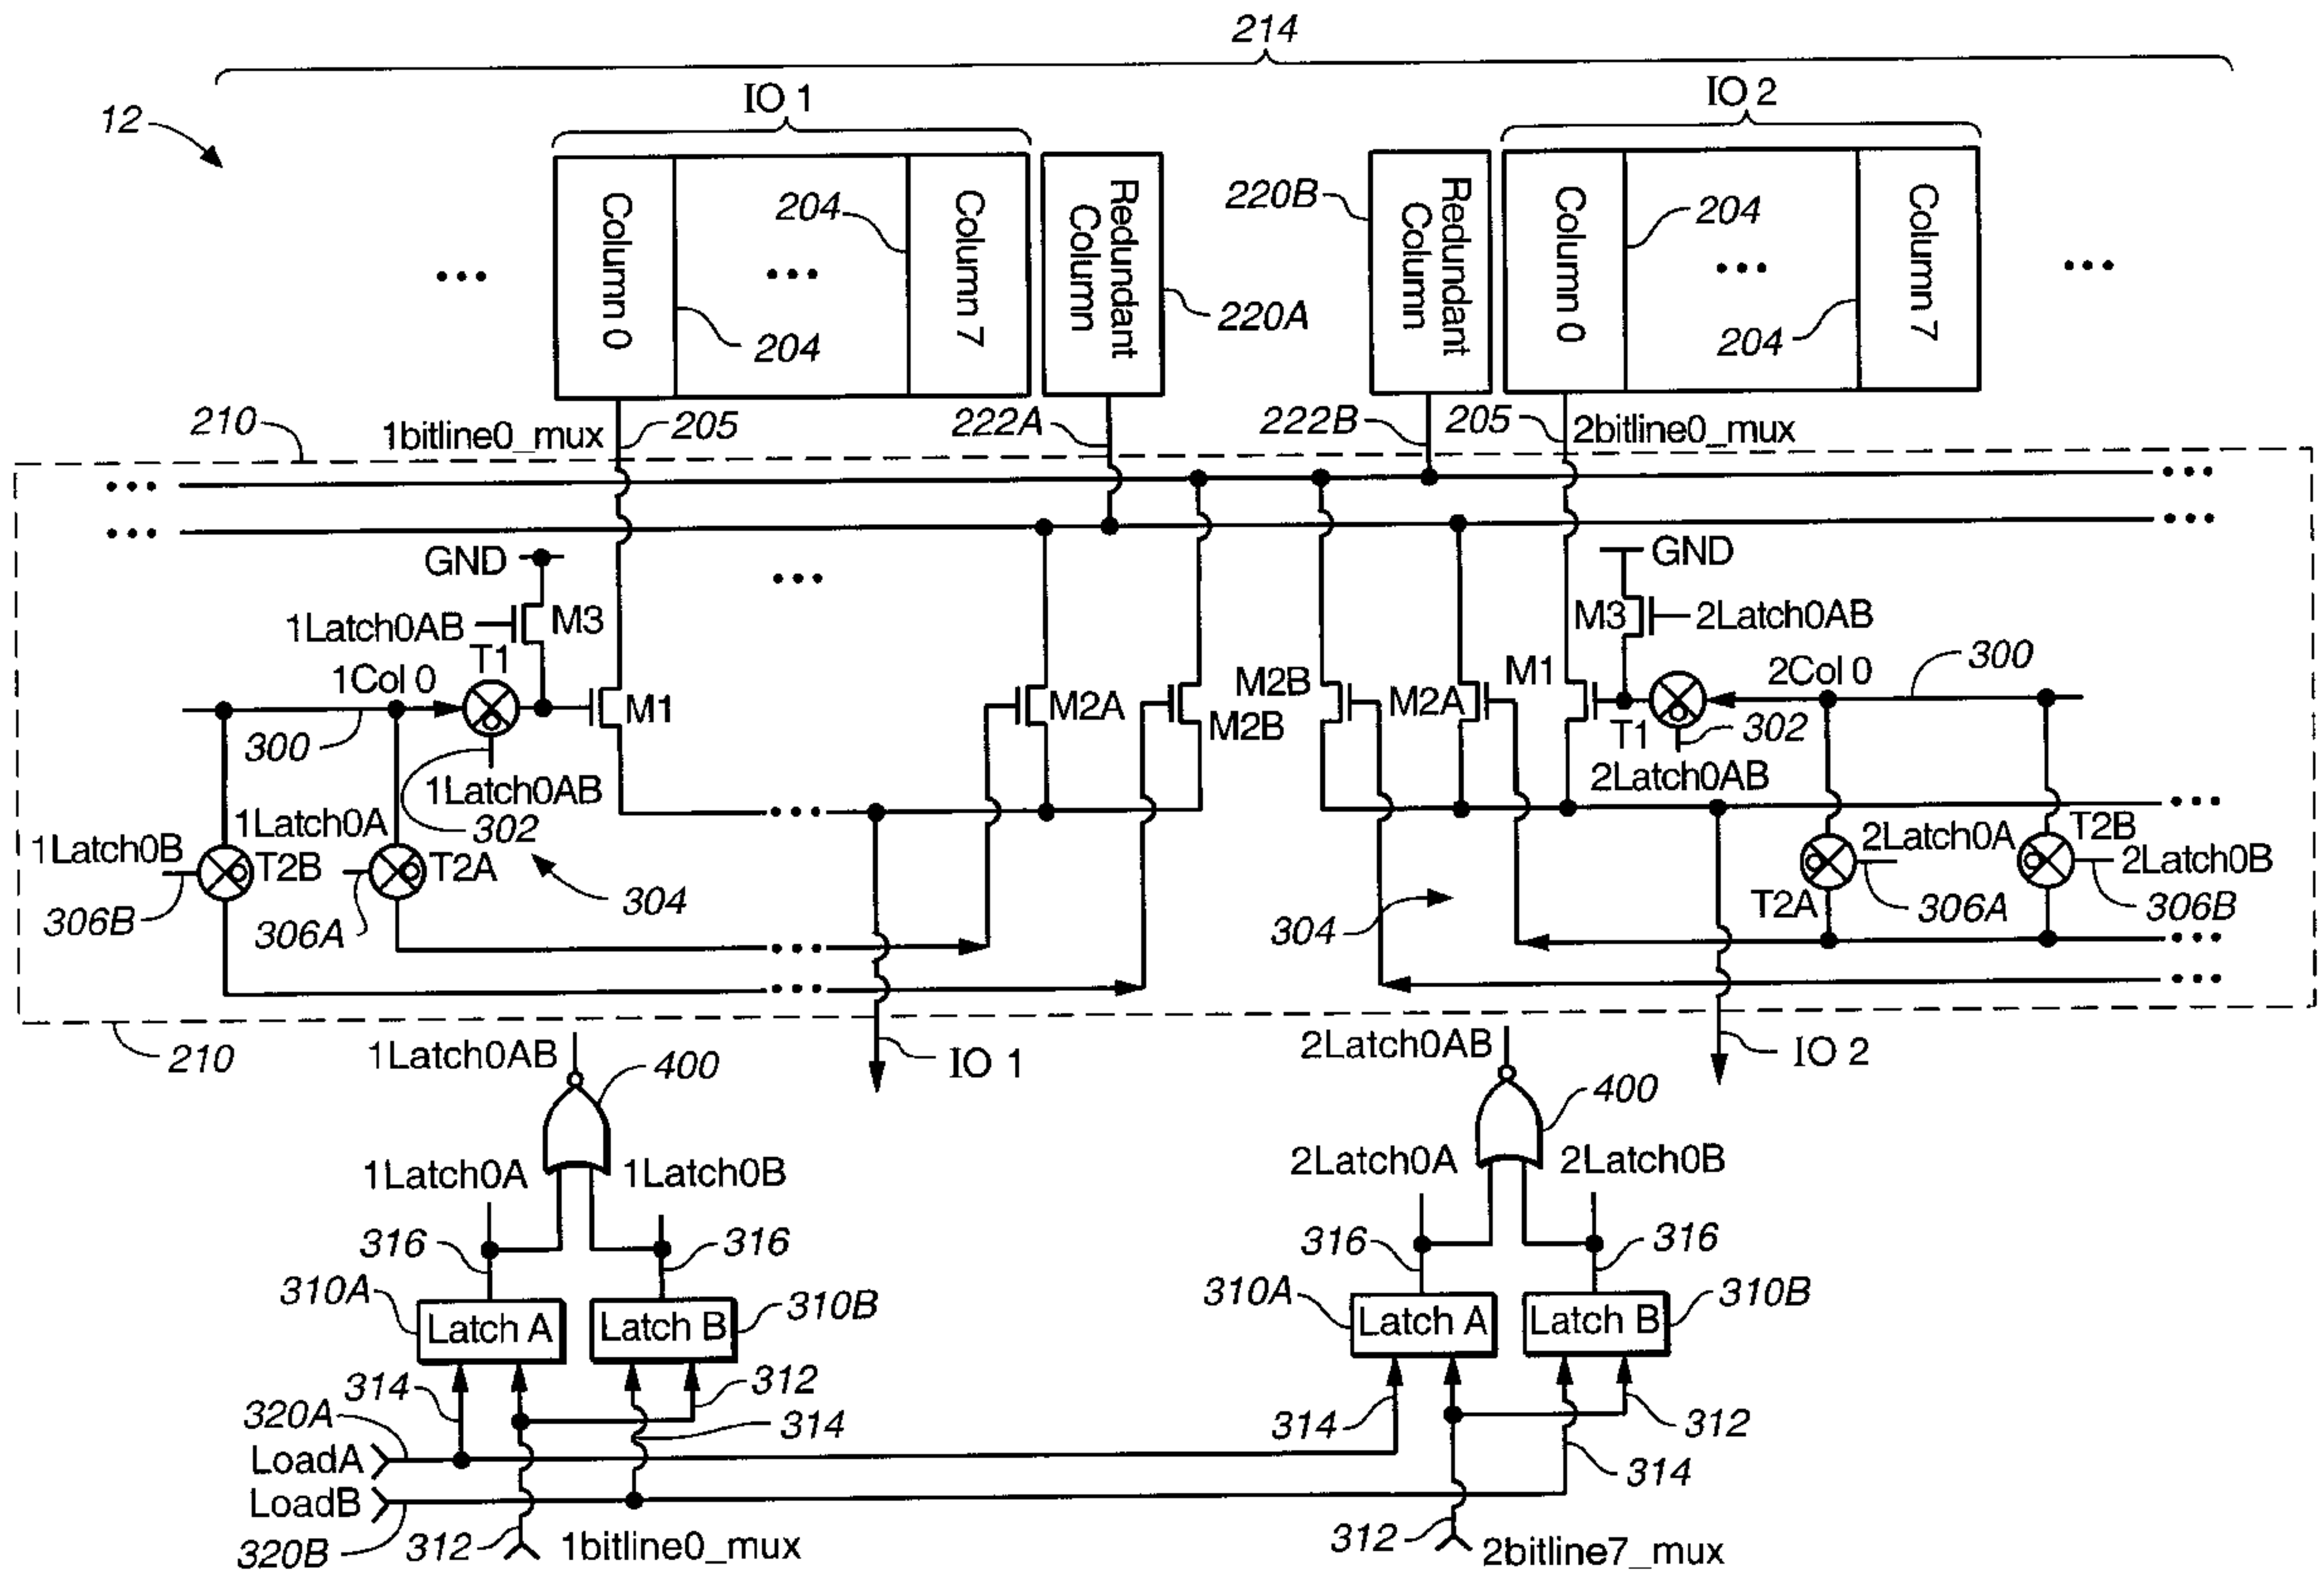 214
IO 1
IO 2
12
Column 0
204
204
Column 7
Redundant
Column
220A
220B
Redundant
Column
Column 0
204
204
Column 7
210
1bitline0_mux
205
222A
222B
205
2bitline0_mux
GND
1Latch0AB
M3
T1
1Col 0
300
M1
1Latch0AB
302
1Latch0A
1Latch0B
T2B
T2A
306B
306A
304
M2A
M2B
M2B
M2A
M1
GND
M3
2Latch0AB
2Col 0
300
T1
302
2Latch0AB
2Latch0A
T2B
2Latch0B
T2A
306A
306B
304
210
IO 1
IO 2
1Latch0AB
400
1Latch0A
1Latch0B
316
316
310A
Latch A
Latch B
310B
314
312
314
320A
LoadA
LoadB
320B
312
1bitline0_mux
2Latch0AB
400
2Latch0A
2Latch0B
316
316
310A
Latch A
Latch B
310B
314
312
314
312
2bitline7_mux